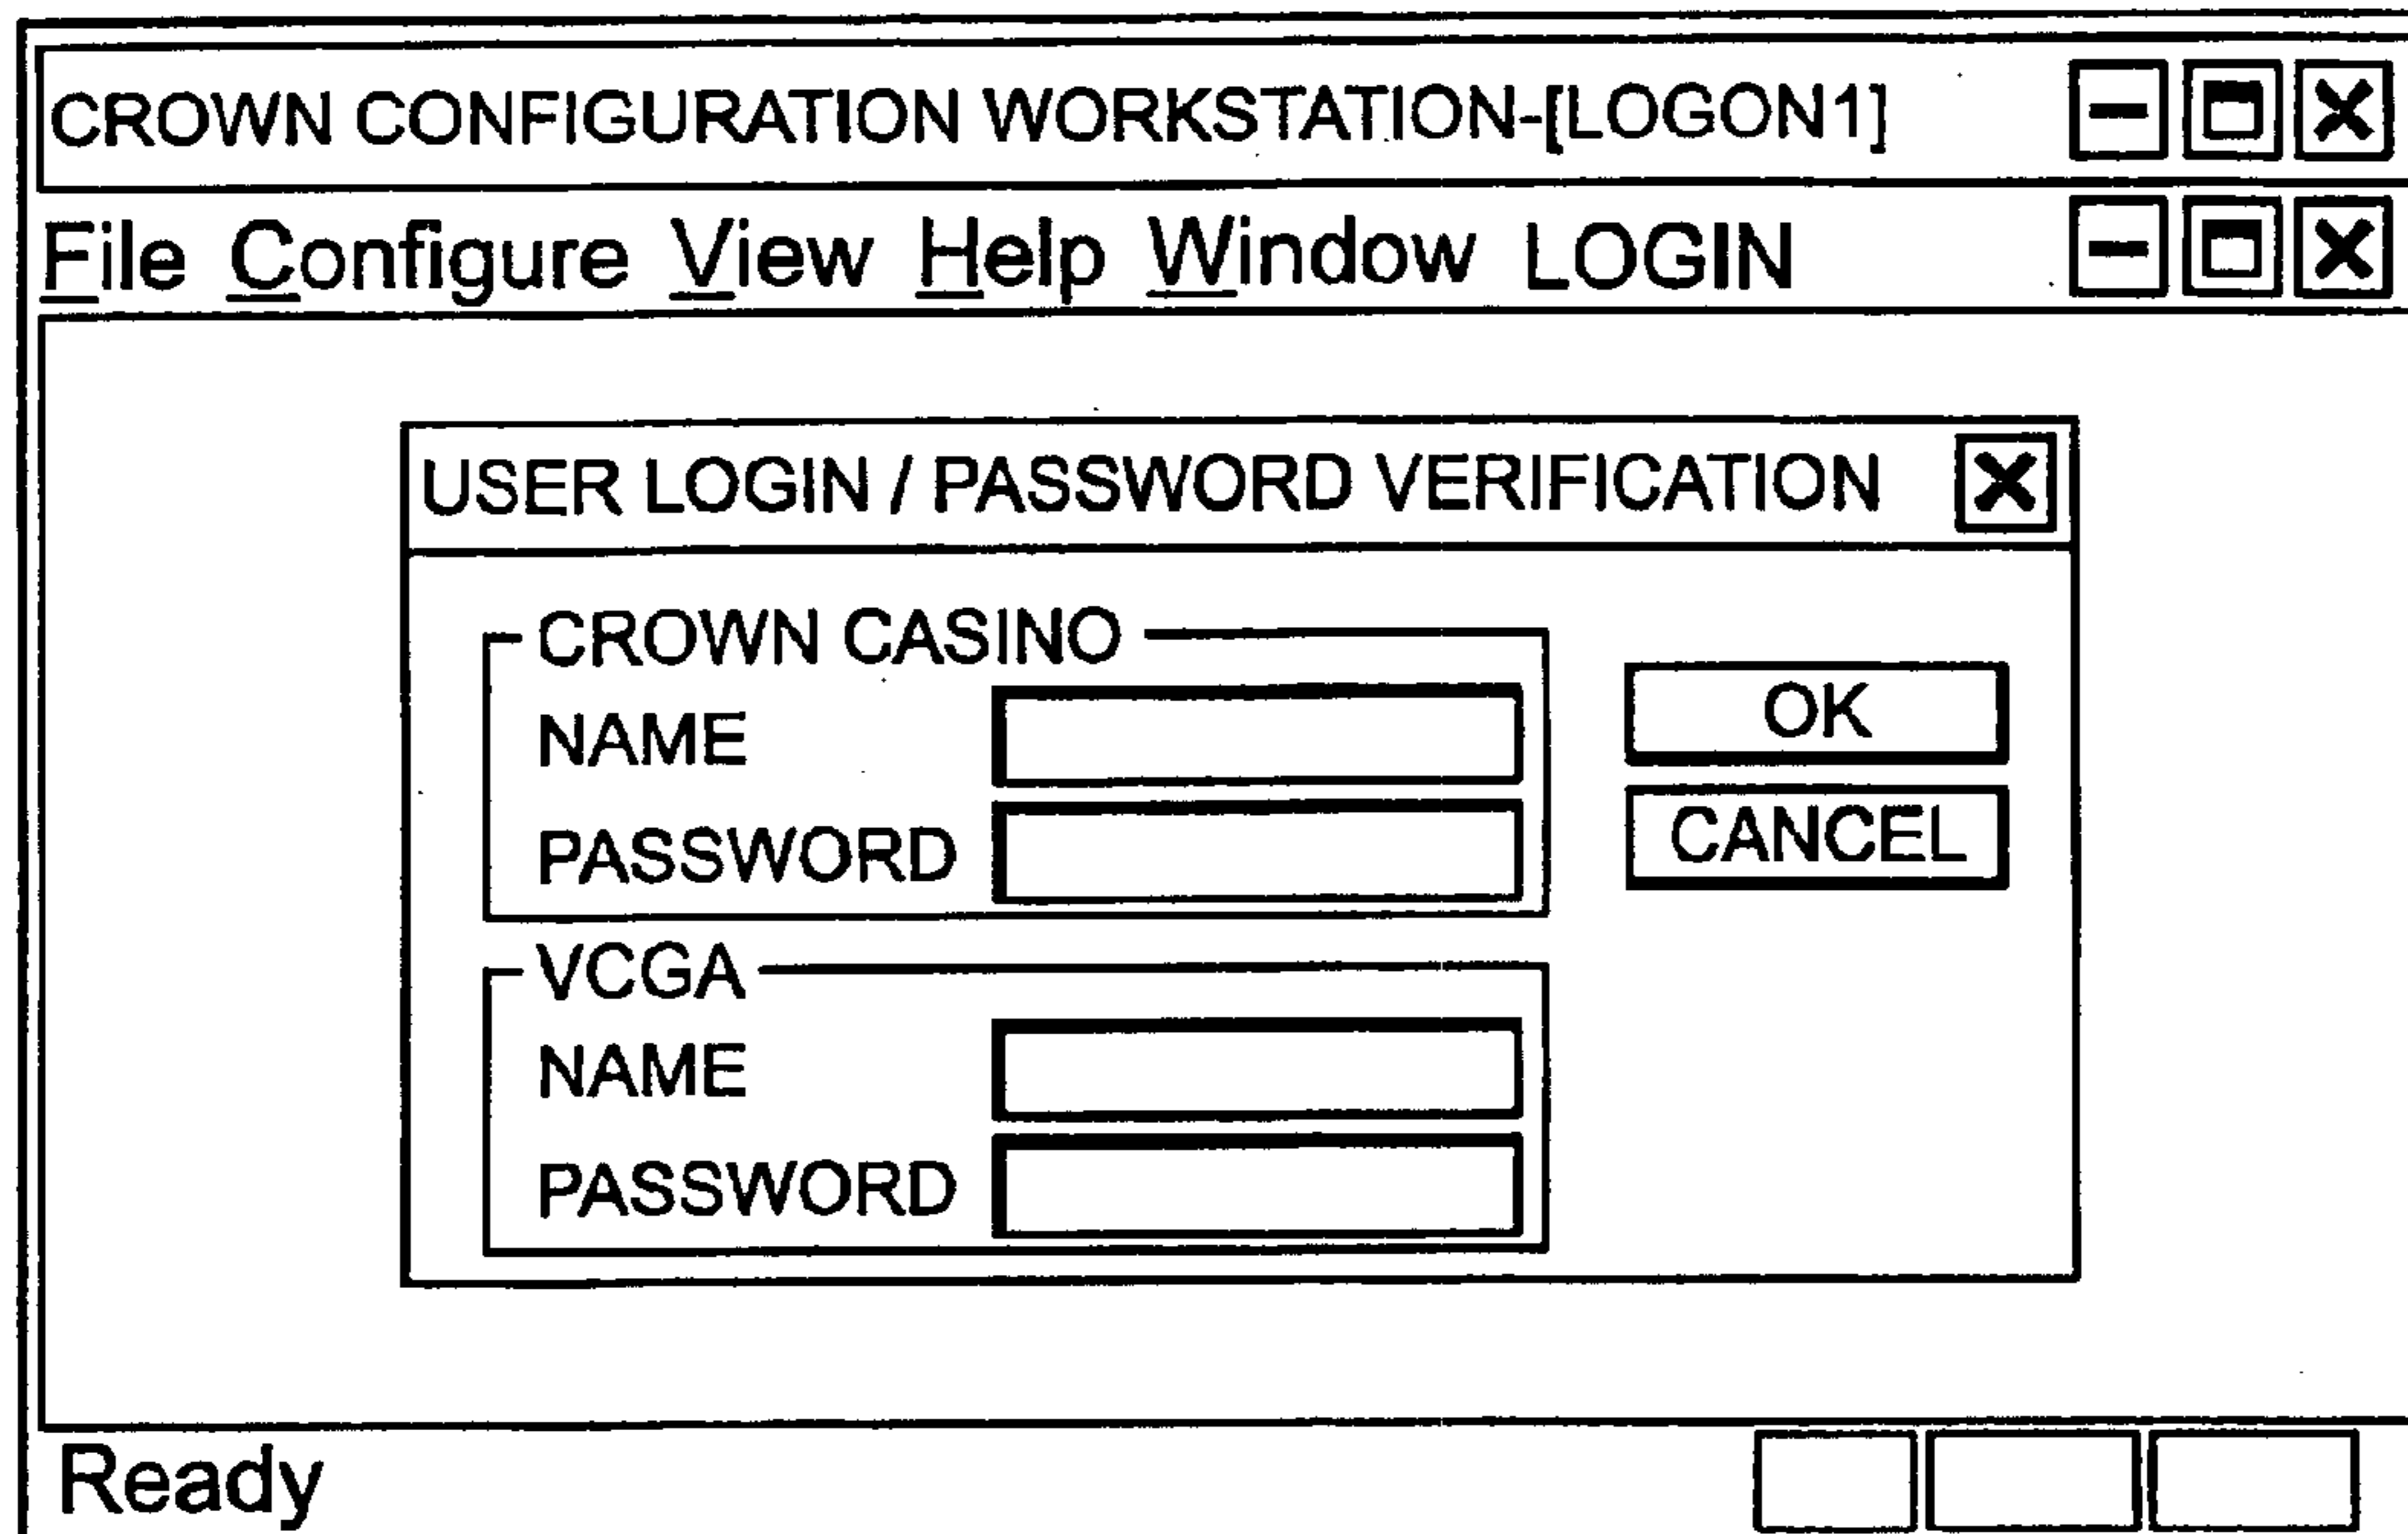 CROWN CONFIGURATION WORKSTATION-[LOGON1]
File Configure View Help Window LOGIN
USER LOGIN / PASSWORD VERIFICATION
CROWN CASINO
NAME
OK
PASSWORD
CANCEL
VCGA
NAME
PASSWORD
Ready